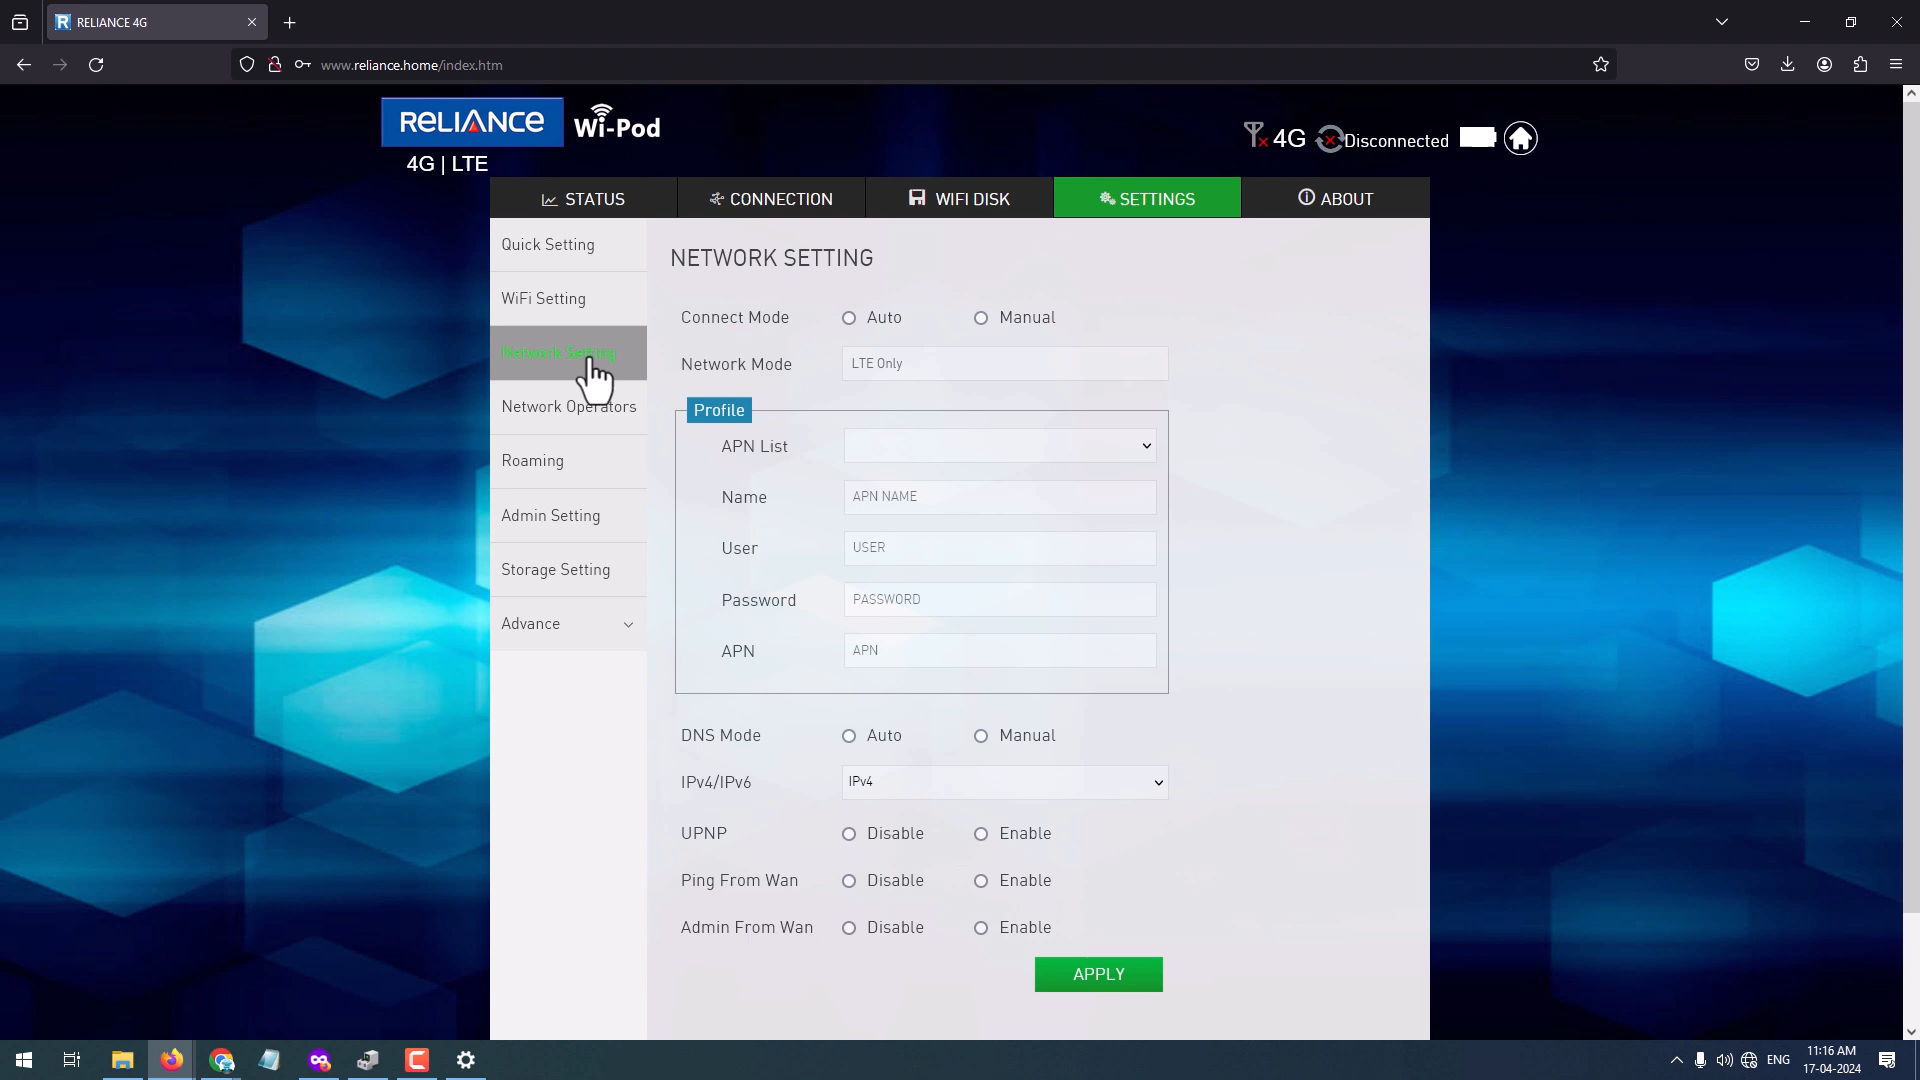 RELIANCE 4G
www.reliance.home/index.htm
RELIANCE Wi-Pod
4G | LTE
4G Disconnected
STATUS CONNECTION WIFI DISK SETTINGS ABOUT
Quick Setting
WiFi Setting
Network Setting
Network Operators
Roaming
Admin Setting
Storage Setting
Advance
NETWORK SETTING
Connect Mode Auto Manual
Network Mode LTE Only
Profile
APN List
Name APN NAME
User USER
Password PASSWORD
APN APN
DNS Mode Auto Manual
IPv4/IPv6 IPv4
UPNP Disable Enable
Ping From Wan Disable Enable
Admin From Wan Disable Enable
APPLY
ENG
11:16 AM
17-04-2024